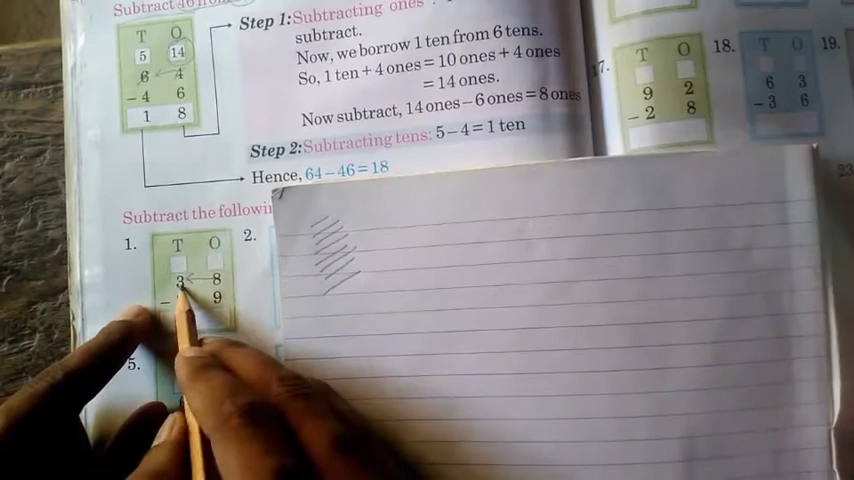 Subtract 46 from
T O
5 14
6 4
- 4 6
1 8
Step 1: Subtracting ones
subtract.
Now, we borrow 1 ten from 6 tens.
So, 1 ten + 4 ones = 10 ones + 4 ones
= 14 ones.
Now subtract, 14 ones - 6 ones = 8 ones
Step 2: Subtracting tens: 5 - 4 = 1 ten
Hence, 64 - 46 = 18
Subtract the
1.
T O
3 8
- 9
2.
5.
17.
T O
9 2
- 2 8
18.
T O
6 3
- 3 6
19.